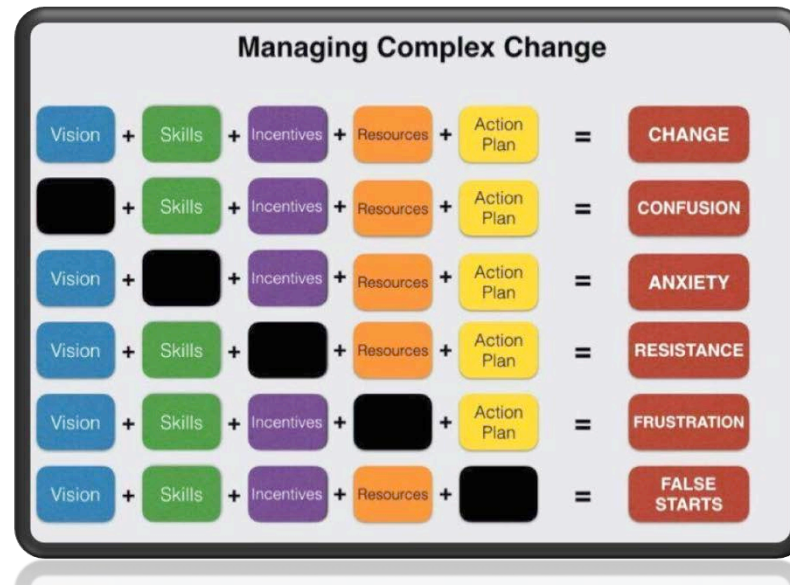 Managing Complex Change
Vision + Skills + Incentives + Resources + Action Plan = CHANGE
+ Skills + Incentives + Resources + Action Plan = CONFUSION
Vision + + Incentives + Resources + Action Plan = ANXIETY
Vision + Skills + + Resources + Action Plan = RESISTANCE
Vision + Skills + Incentives + + Action Plan = FRUSTRATION
Vision + Skills + Incentives + Resources + = FALSE STARTS